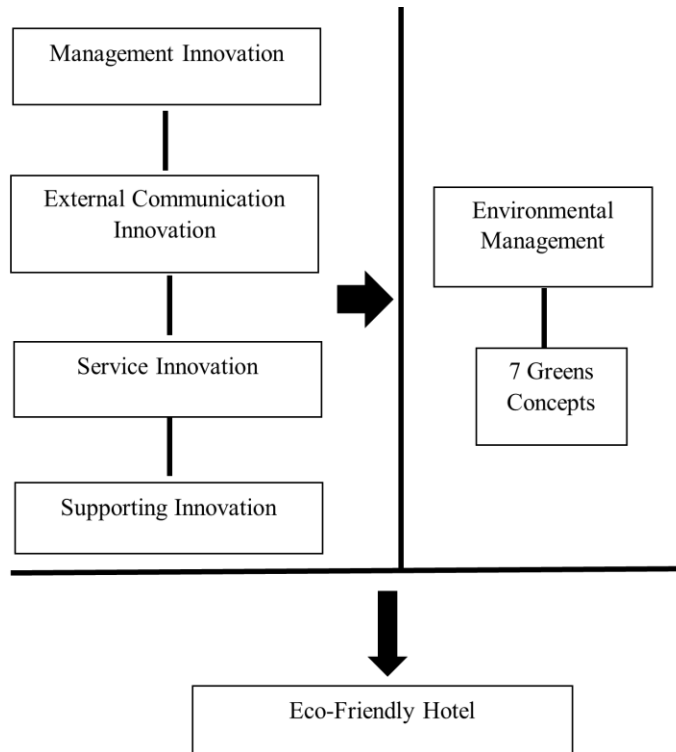 Management Innovation
External Communication
Innovation
Service Innovation
Supporting Innovation
Environmental
Management
7 Greens
Concepts
Eco-Friendly Hotel